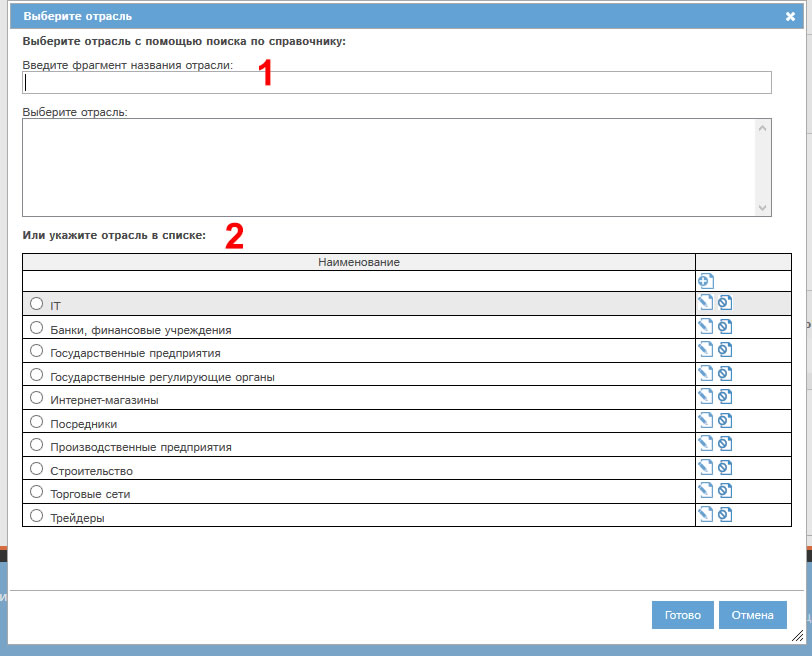 Выберите отрасль
Выберите отрасль с помощью поиска по справочнику:
Введите фрагмент названия отрасли: 1
Выберите отрасль:
Или укажите отрасль в списке: 2
Наименование
IT
Банки, финансовые учреждения
Государственные предприятия
Государственные регулирующие органы
Интернет-магазины
Посредники
Производственные предприятия
Строительство
Торговые сети
Трейдеры
Готово Отмена